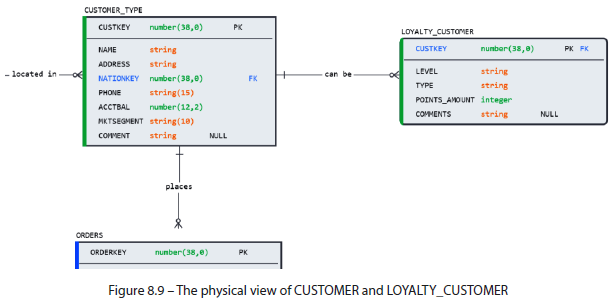 CUSTOMER_TYPE
CUSTKEY number(38,0) PK
NAME string
ADDRESS string
NATIONKEY number(38,0) FK
PHONE string(15)
ACCTBAL number(12,2)
MKTSEGMENT string(10)
COMMENT string NULL
located in
can be
LOYALTY_CUSTOMER
CUSTKEY number(38,0) PK FK
LEVEL string
TYPE string
POINTS_AMOUNT integer
COMMENTS string NULL
places
ORDERS
ORDERKEY number(38,0) PK
Figure 8.9 – The physical view of CUSTOMER and LOYALTY_CUSTOMER